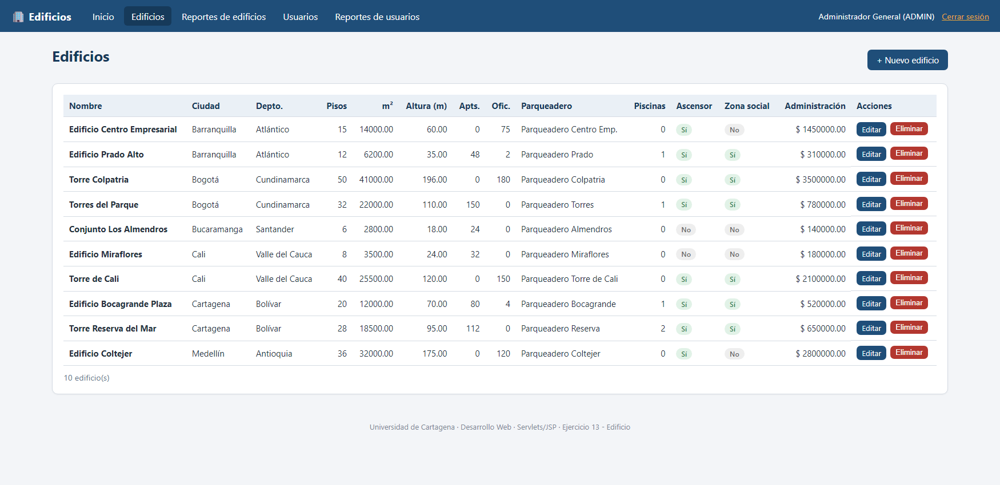 Edificios Inicio Edificios Reportes de edificios Usuarios Reportes de usuarios Administrador General (ADMIN) Cerrar sesión
Edificios
+ Nuevo edificio
Nombre Ciudad Depto. Pisos m² Altura (m) Apts. Ofic. Parqueadero Piscinas Ascensor Zona social Administración Acciones
Edificio Centro Empresarial Barranquilla Atlántico 15 14000.00 60.00 0 75 Parqueadero Centro Emp. 0 Sí No $ 1450000.00 Editar Eliminar
Edificio Prado Alto Barranquilla Atlántico 12 6200.00 35.00 48 2 Parqueadero Prado 1 Sí Sí $ 310000.00 Editar Eliminar
Torre Colpatria Bogotá Cundinamarca 50 41000.00 196.00 0 180 Parqueadero Colpatria 0 Sí Sí $ 3500000.00 Editar Eliminar
Torres del Parque Bogotá Cundinamarca 32 22000.00 110.00 150 0 Parqueadero Torres 1 Sí Sí $ 780000.00 Editar Eliminar
Conjunto Los Almendros Bucaramanga Santander 6 2800.00 18.00 24 0 Parqueadero Almendros 0 No No $ 140000.00 Editar Eliminar
Edificio Miraflores Cali Valle del Cauca 8 3500.00 24.00 32 0 Parqueadero Miraflores 0 No No $ 180000.00 Editar Eliminar
Torre de Cali Cali Valle del Cauca 40 25500.00 120.00 0 150 Parqueadero Torre de Cali 0 Sí Sí $ 2100000.00 Editar Eliminar
Edificio Bocagrande Plaza Cartagena Bolívar 20 12000.00 70.00 80 4 Parqueadero Bocagrande 1 Sí Sí $ 520000.00 Editar Eliminar
Torre Reserva del Mar Cartagena Bolívar 28 18500.00 95.00 112 0 Parqueadero Reserva 2 Sí Sí $ 650000.00 Editar Eliminar
Edificio Coltejer Medellín Antioquia 36 32000.00 175.00 0 120 Parqueadero Coltejer 0 Sí No $ 2800000.00 Editar Eliminar
10 edificio(s)
Universidad de Cartagena · Desarrollo Web · Servlets/JSP · Ejercicio 13 - Edificio